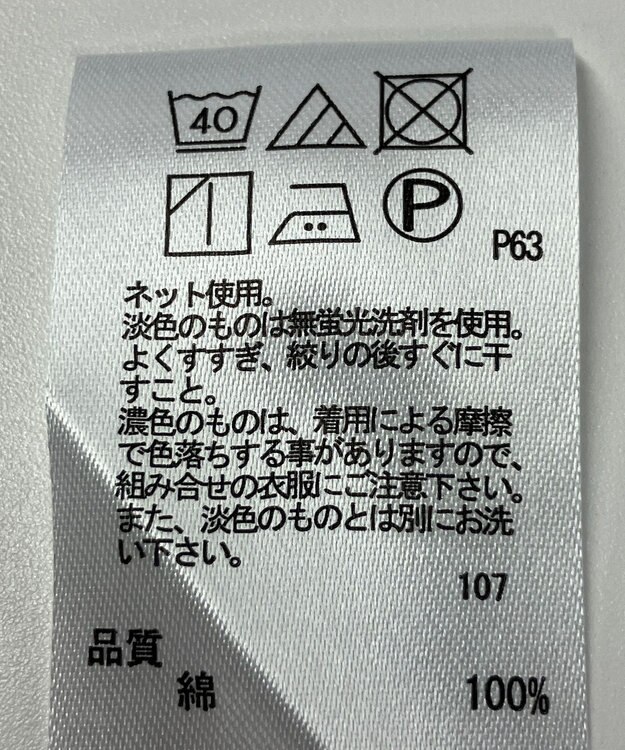 40
P
P63
ネット使用。
淡色のものは無蛍光洗剤を使用。
よくすすぎ、絞りの後すぐに干
すこと。
濃色のものは、着用による摩擦
で色落ちする事がありますので、
組み合せの衣服にご注意下さい。
また、淡色のものとは別にお洗
い下さい。
107
品質
綿 100%